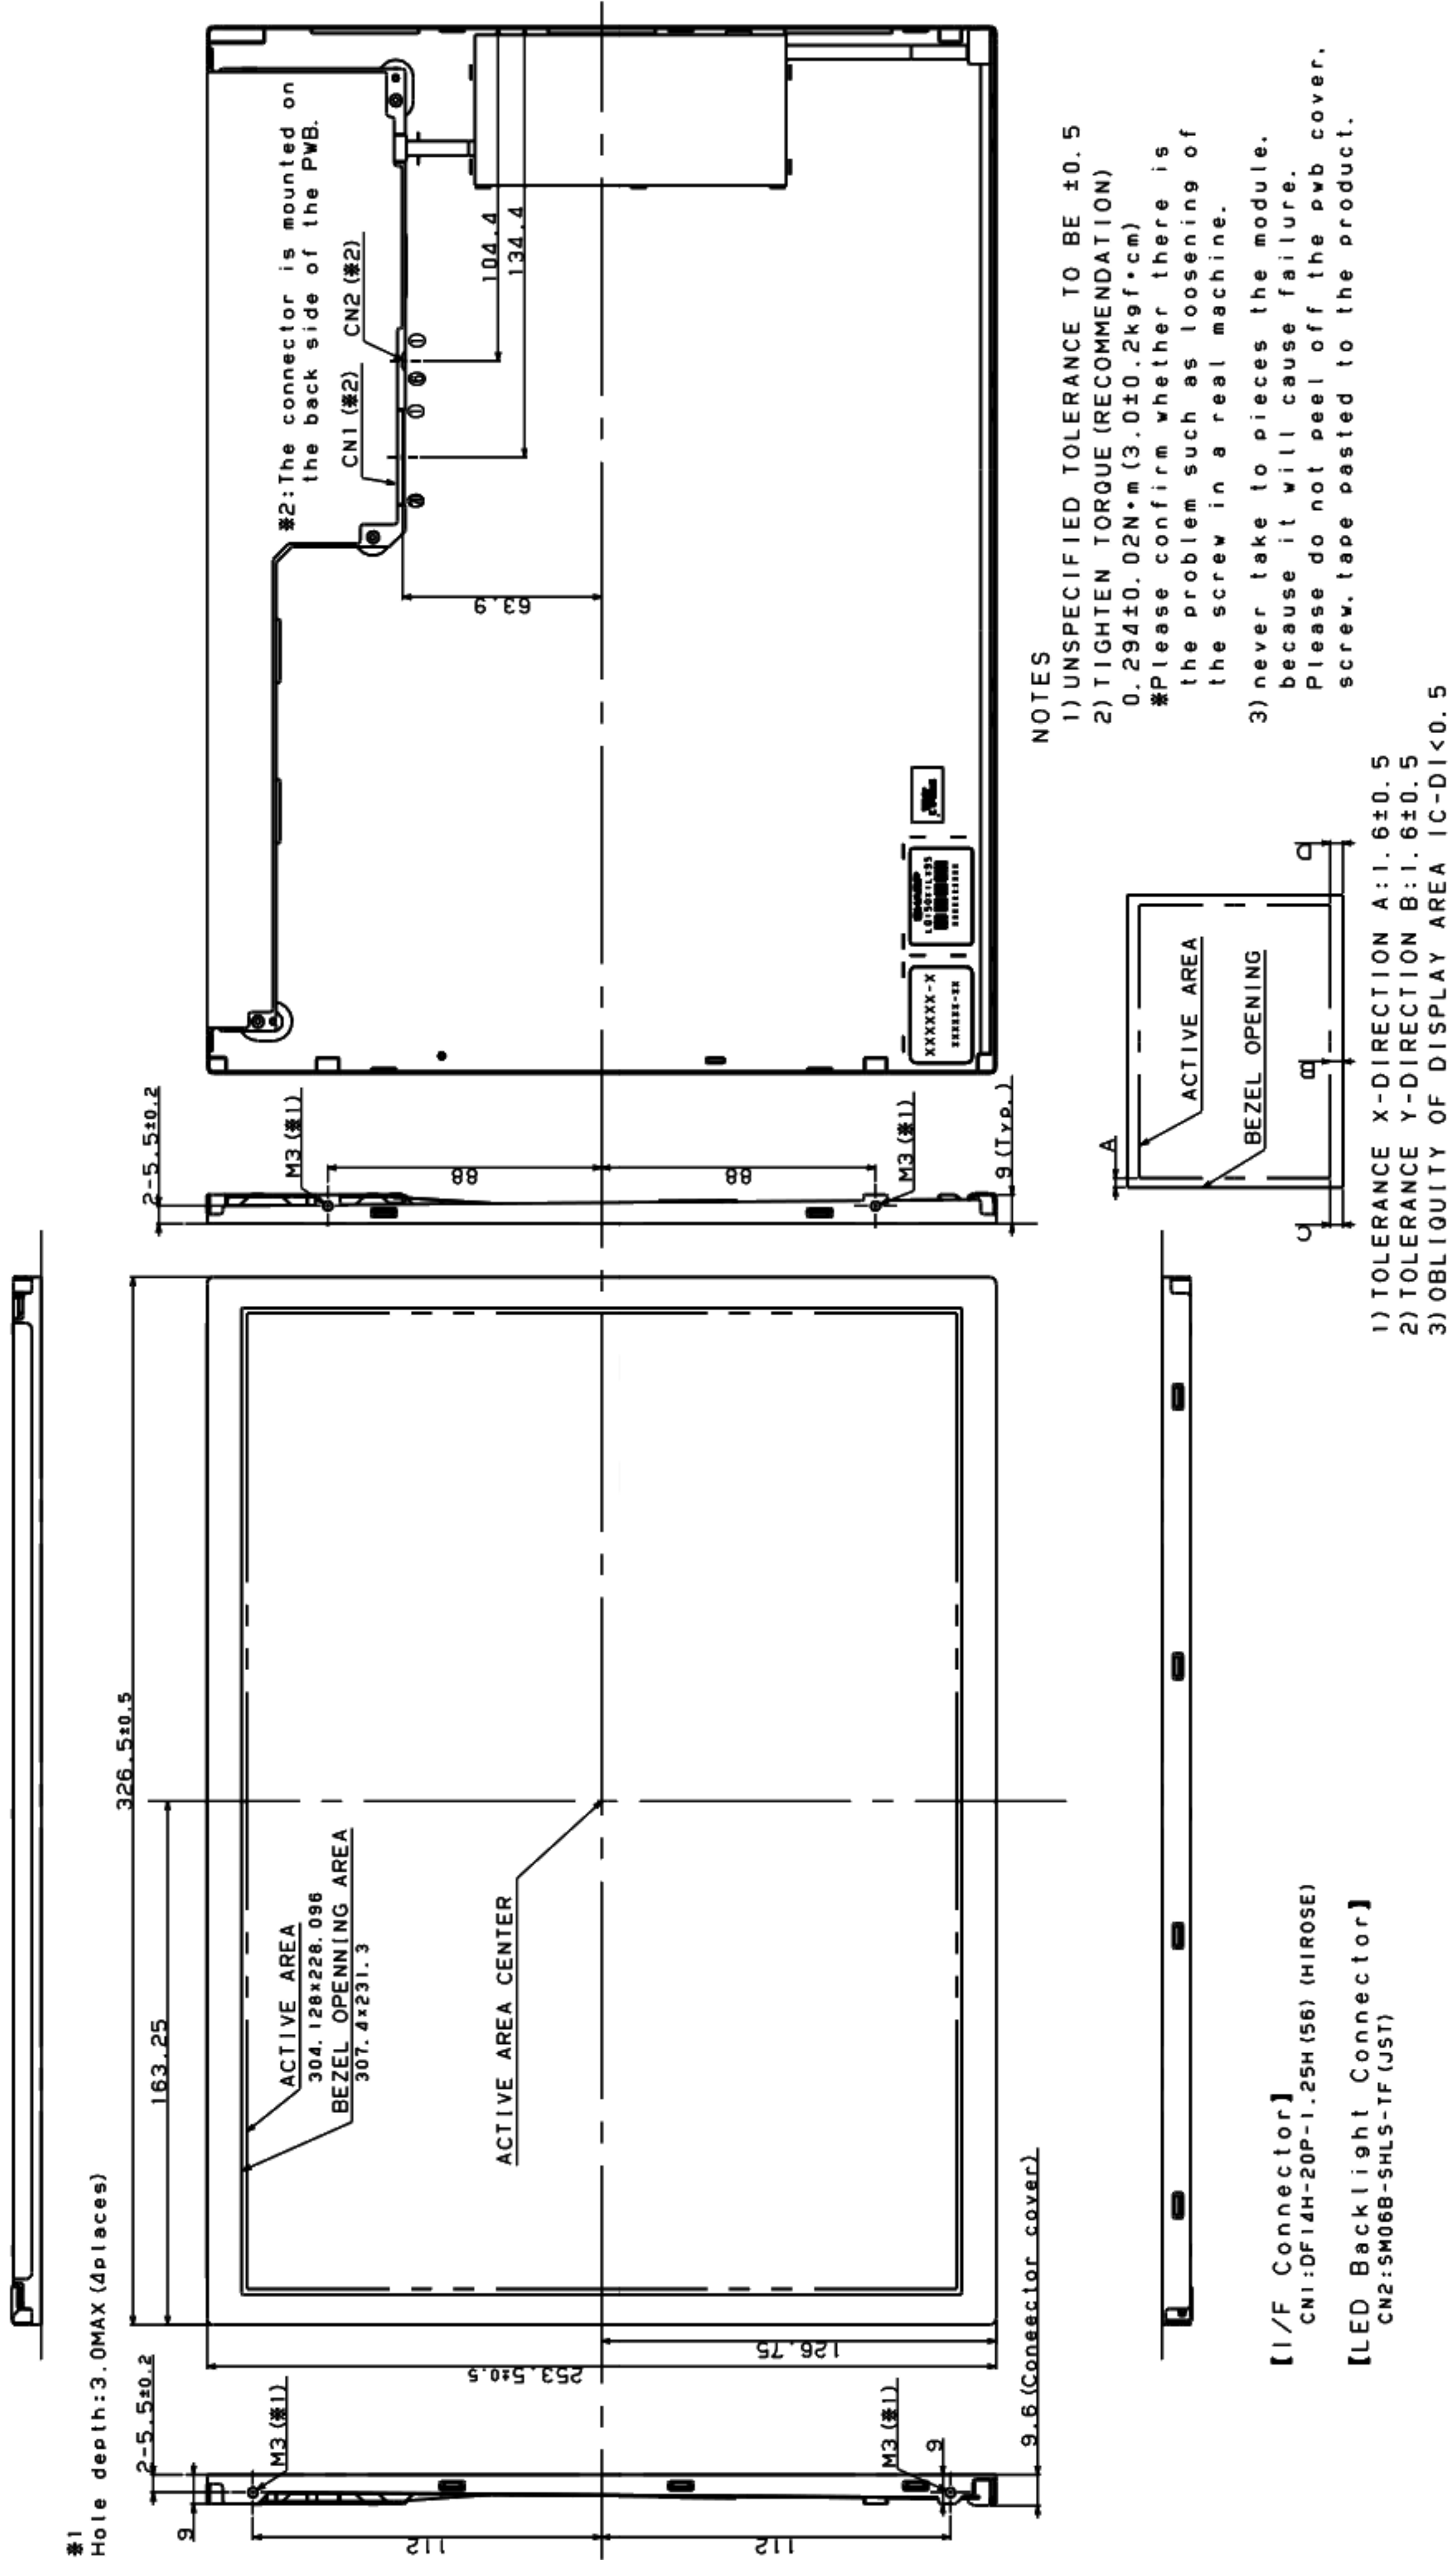 ※1
Hole depth:3.0MAX(4places)
2-5.5±0.2
9
M3(※1)
112
112
M3(※1)
9
9.6(Coneector cover)
326.5±0.5
163.25
253.5±0.5
126.75
ACTIVE AREA
304.128×228.096
BEZEL OPENNING AREA
307.4×231.3
ACTIVE AREA CENTER
2-5.5±0.2
M3(※1)
88
88
M3(※1)
9(Typ.)
※2:The connector is mounted on
the back side of the PWB.
CN1(※2)
CN2(※2)
104.4
134.4
63.9
SHARP
LQ150X1LX95
XXXXXX-X
NOTES
1)UNSPECIFIED TOLERANCE TO BE ±0.5
2)TIGHTEN TORQUE(RECOMMENDATION)
0.294±0.02N・m(3.0±0.2kgf・cm)
※Please confirm whether there is
the problem such as loosening of
the screw in a real machine.
3)never take to pieces the module.
because it will cause failure.
Please do not peel off the pwb cover,
screw,tape pasted to the product.
A
B
C
D
ACTIVE AREA
BEZEL OPENING
1)TOLERANCE X-DIRECTION A:1.6±0.5
2)TOLERANCE Y-DIRECTION B:1.6±0.5
3)OBLIQUITY OF DISPLAY AREA IC-DI<0.5
【I/F Connector】
CN1:DF14H-20P-1.25H(56)(HIROSE)
【LED Backlight Connector】
CN2:SM06B-SHLS-TF(JST)